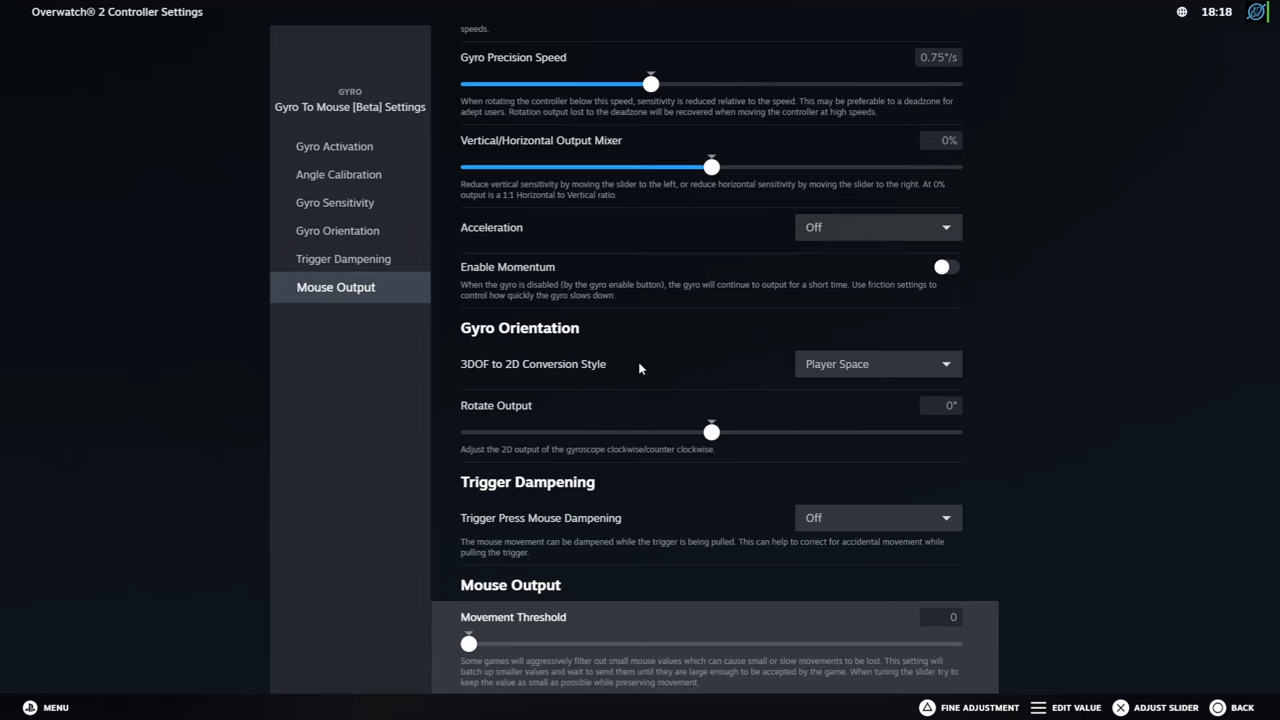 Overwatch® 2 Controller Settings
18:18
speeds.
Gyro Precision Speed
0.75°/s
When rotating the controller below this speed, sensitivity is reduced relative to the speed. This may be preferable to a deadzone for
adept users. Rotation output lost to the deadzone will be recovered when moving the controller at high speeds.
GYRO
Gyro To Mouse [Beta] Settings
Gyro Activation
Angle Calibration
Gyro Sensitivity
Gyro Orientation
Trigger Dampening
Mouse Output
Vertical/Horizontal Output Mixer
0%
Reduce vertical sensitivity by moving the slider to the left, or reduce horizontal sensitivity by moving the slider to the right. At 0%
output is a 1:1 Horizontal to Vertical ratio.
Acceleration
Off
Enable Momentum
When the gyro is disabled (by the gyro enable button), the gyro will continue to output for a short time. Use friction settings to
control how quickly the gyro slows down.
Gyro Orientation
3DOF to 2D Conversion Style
Player Space
Rotate Output
0°
Adjust the 2D output of the gyroscope clockwise/counter clockwise.
Trigger Dampening
Trigger Press Mouse Dampening
Off
The mouse movement can be dampened while the trigger is being pulled. This can help to correct for accidental movement while
pulling the trigger.
Mouse Output
Movement Threshold
0
Some games will aggressively filter out small mouse values which can cause small or slow movements to be lost. This setting will
batch up smaller values and wait to send them until they are large enough to be accepted by the game. When tuning the slider try to
keep the value as small as possible while preserving movement.
MENU
FINE ADJUSTMENT
EDIT VALUE
ADJUST SLIDER
BACK